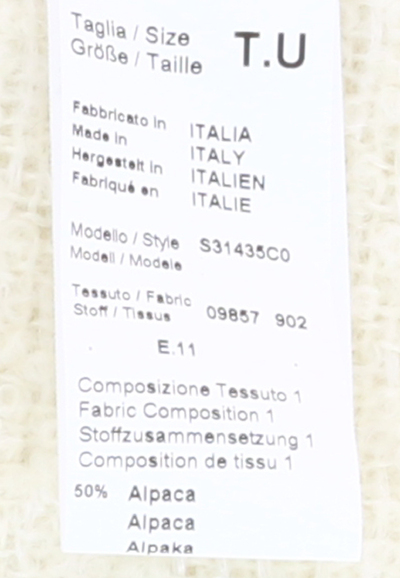 Taglia / Size T.U
Größe / Taille
Fabbricato in ITALIA
Made in ITALY
Hergestelt in ITALIEN
Fabriqué en ITALIE
Modello / Style S31435C0
Modell / Modele
Tessuto / Fabric 09857 902
Stoff / Tissus
E.11
Composizione Tessuto 1
Fabric Composition 1
Stoffzusammensetzung 1
Composition de tissu 1
50% Alpaca
Alpaca
Alpaka